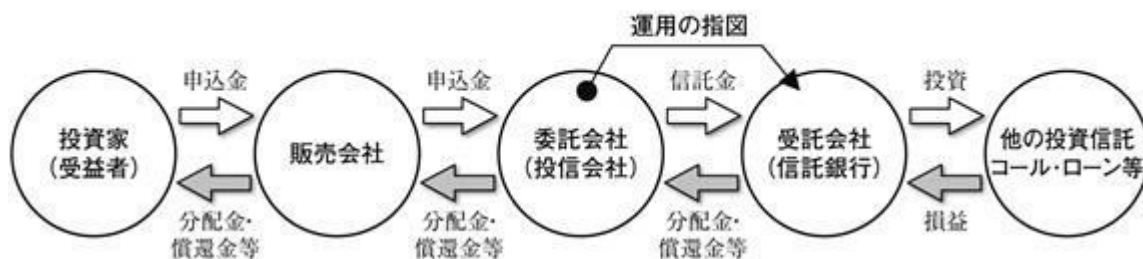 運用の指図
申込金
申込金
信託金
投資
投資家
(受益者)
販売会社
委託会社
(投信会社)
受託会社
(信託銀行)
他の投資信託
コール・ローン等
分配金・
償還金等
分配金・
償還金等
分配金・
償還金等
損益